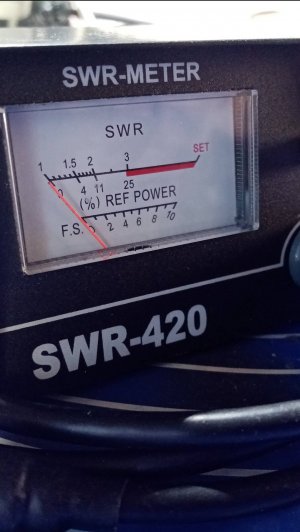 SWR-METER
SWR
1 1.5 2 3 SET
0 4 11 25
(%) REF POWER
F.S. 0 2 4 6 8 10
SWR-420